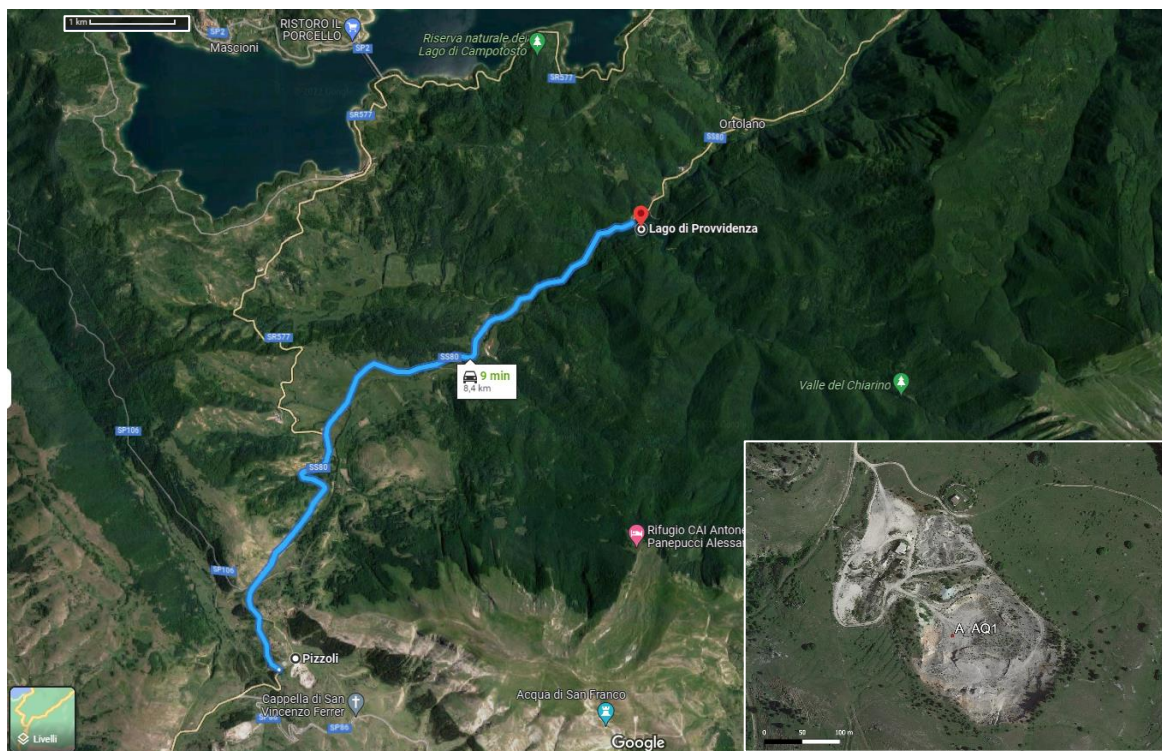 1 km
SP2
Mascioni
RISTORO IL
PORCELLO
SP2
Riserva naturale del
Lago di Campotosto
SR577
SR577
Ortolano
SS80
Lago di Provvidenza
SR577
SS80
9 min
8,4 km
Valle del Chiarino
SP106
SS80
Rifugio CAI Antone
Panepucci Alessa
SP106
Pizzoli
Cappella di San
Vincenzo Ferrer
SP86
Acqua di San Franco
Livelli
Google
A_AQ1
0 50 100 m